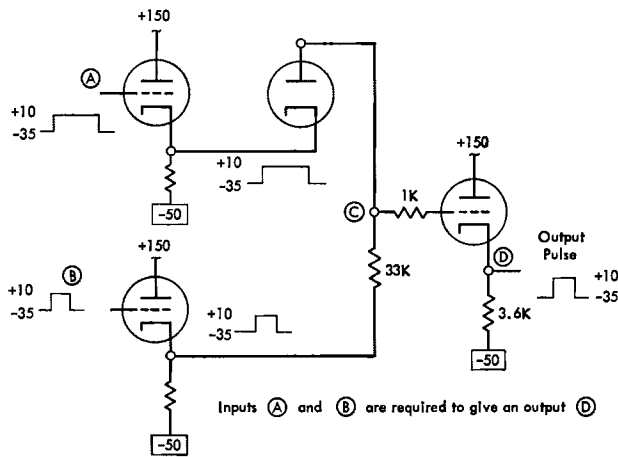 +150
A
+10
-35
+10
-35
-50
+150
C
1K
D
Output
Pulse
+10
-35
33K
3.6K
-50
+150
B
+10
-35
+10
-35
-50
Inputs A and B are required to give an output D